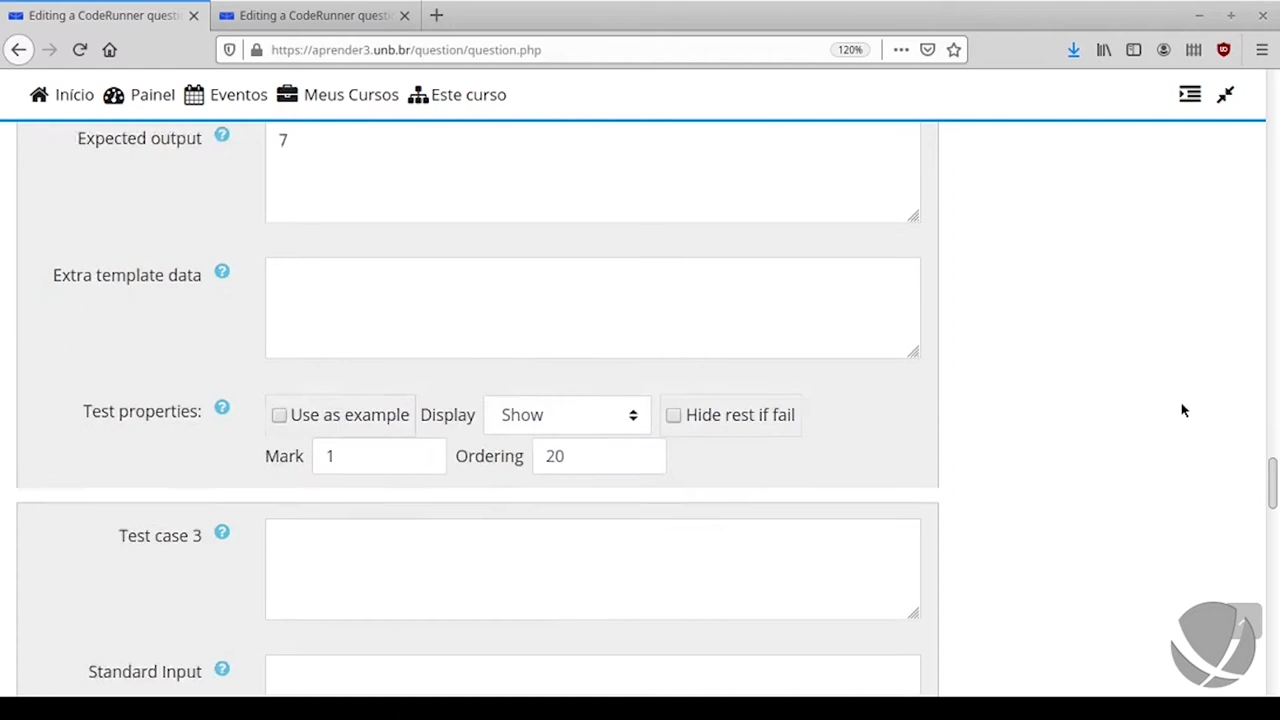 Editing a CodeRunner questi
Editing a CodeRunner quest
https://aprender3.unb.br/question/question.php
120%
Início Painel Eventos Meus Cursos Este curso
Expected output
7
Extra template data
Test properties:
Use as example Display Show Hide rest if fail
Mark 1 Ordering 20
Test case 3
Standard Input